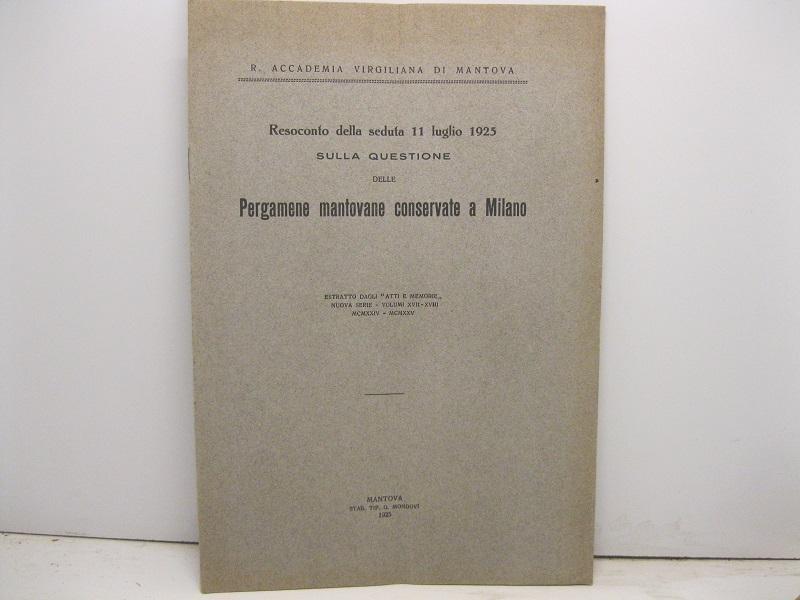 R. ACCADEMIA VIRGILIANA DI MANTOVA
Resoconto della seduta 11 luglio 1925
SULLA QUESTIONE
DELLE
Pergamene mantovane conservate a Milano
ESTRATTO DAGLI "ATTI E MEMORIE„
NUOVA SERIE - VOLUMI XVII-XVIII
MCMXXIV - MCMXXV
MANTOVA
STAB. TIP. G. MONDOVI
1925